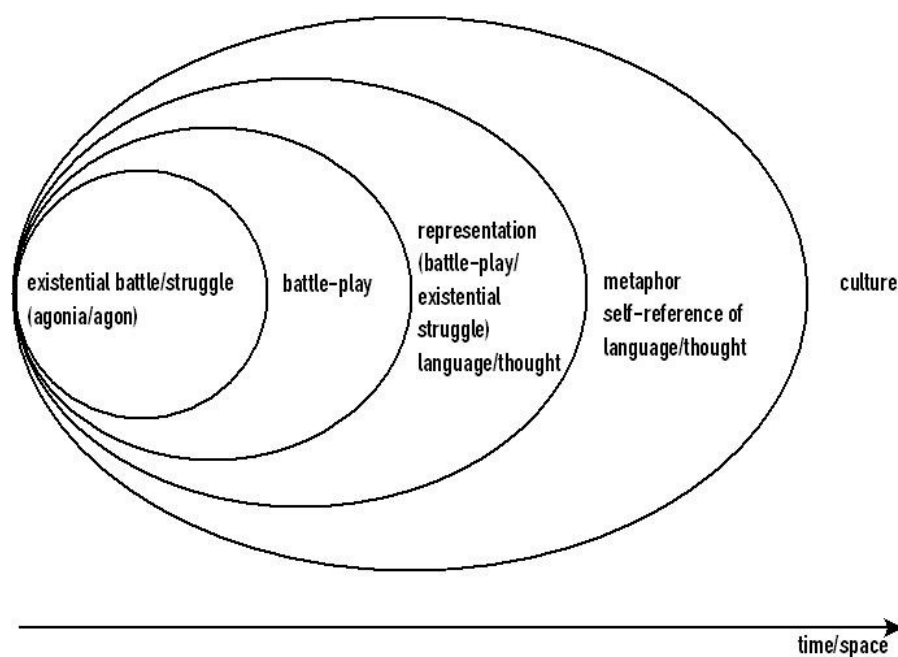 existential battle/struggle
(agonia/agon)
battle-play
representation
(battle-play/
existential
struggle)
language/thought
metaphor
self-reference of
language/thought
culture
time/space